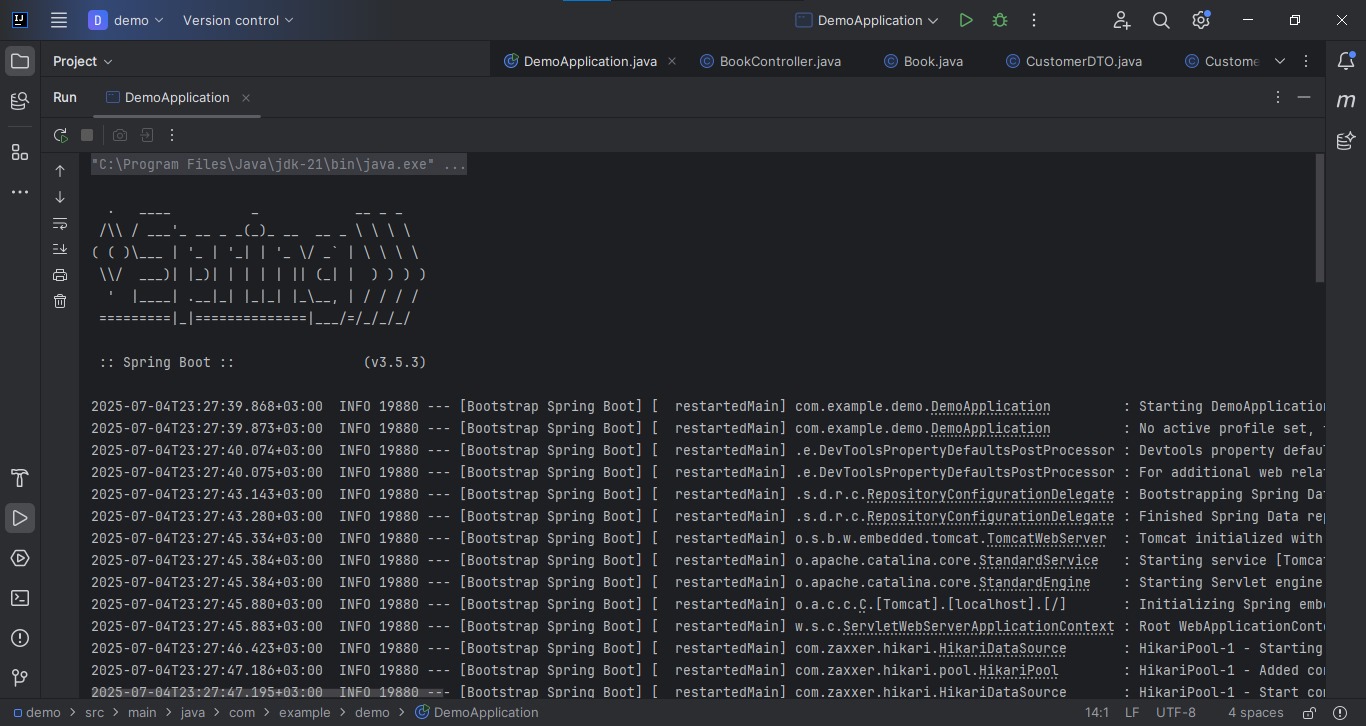 D demo Version control DemoApplication
Project DemoApplication.java BookController.java Book.java CustomerDTO.java Custome
Run DemoApplication
"C:\Program Files\Java\jdk-21\bin\java.exe" ...
  .   ____          _            __ _ _
 /\\ / ___'_ __ _ _(_)_ __  __ _ \ \ \ \
( ( )\___ | '_ | '_| | '_ \/ _` | \ \ \ \
 \\/  ___)| |_)| | | | | || (_| |  ) ) ) )
  '  |____| .__|_| |_|_| |_\__, | / / / /
 =========|_|==============|___/=/_/_/_/
 :: Spring Boot ::                (v3.5.3)
2025-07-04T23:27:39.868+03:00  INFO 19880 --- [Bootstrap Spring Boot] [  restartedMain] com.example.demo.DemoApplication         : Starting DemoApplication
2025-07-04T23:27:39.873+03:00  INFO 19880 --- [Bootstrap Spring Boot] [  restartedMain] com.example.demo.DemoApplication         : No active profile set,
2025-07-04T23:27:40.074+03:00  INFO 19880 --- [Bootstrap Spring Boot] [  restartedMain] .e.DevToolsPropertyDefaultsPostProcessor : Devtools property defau
2025-07-04T23:27:40.075+03:00  INFO 19880 --- [Bootstrap Spring Boot] [  restartedMain] .e.DevToolsPropertyDefaultsPostProcessor : For additional web rela
2025-07-04T23:27:43.143+03:00  INFO 19880 --- [Bootstrap Spring Boot] [  restartedMain] .s.d.r.c.RepositoryConfigurationDelegate : Bootstrapping Spring Da
2025-07-04T23:27:43.280+03:00  INFO 19880 --- [Bootstrap Spring Boot] [  restartedMain] .s.d.r.c.RepositoryConfigurationDelegate : Finished Spring Data re
2025-07-04T23:27:45.334+03:00  INFO 19880 --- [Bootstrap Spring Boot] [  restartedMain] o.s.b.w.embedded.tomcat.TomcatWebServer  : Tomcat initialized with
2025-07-04T23:27:45.384+03:00  INFO 19880 --- [Bootstrap Spring Boot] [  restartedMain] o.apache.catalina.core.StandardService   : Starting service [Tomca
2025-07-04T23:27:45.384+03:00  INFO 19880 --- [Bootstrap Spring Boot] [  restartedMain] o.apache.catalina.core.StandardEngine    : Starting Servlet engine
2025-07-04T23:27:45.880+03:00  INFO 19880 --- [Bootstrap Spring Boot] [  restartedMain] o.a.c.c.C.[Tomcat].[localhost].[/]       : Initializing Spring emb
2025-07-04T23:27:45.883+03:00  INFO 19880 --- [Bootstrap Spring Boot] [  restartedMain] w.s.c.ServletWebServerApplicationContext : Root WebApplicationCont
2025-07-04T23:27:46.423+03:00  INFO 19880 --- [Bootstrap Spring Boot] [  restartedMain] com.zaxxer.hikari.HikariDataSource       : HikariPool-1 - Starting
2025-07-04T23:27:47.186+03:00  INFO 19880 --- [Bootstrap Spring Boot] [  restartedMain] com.zaxxer.hikari.pool.HikariPool        : HikariPool-1 - Added co
2025-07-04T23:27:47.195+03:00  INFO 19880 --- [Bootstrap Spring Boot] [  restartedMain] com.zaxxer.hikari.HikariDataSource       : HikariPool-1 - Start co
demo > src > main > java > com > example > demo > DemoApplication 14:1 LF UTF-8 4 spaces